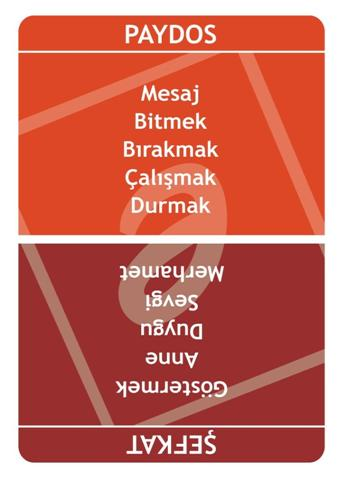 PAYDOS
Mesaj
Bitmek
Bırakmak
Çalışmak
Durmak
ŞEFKAT
Göstermek
Anne
Duygu
Sevgi
Merhamet